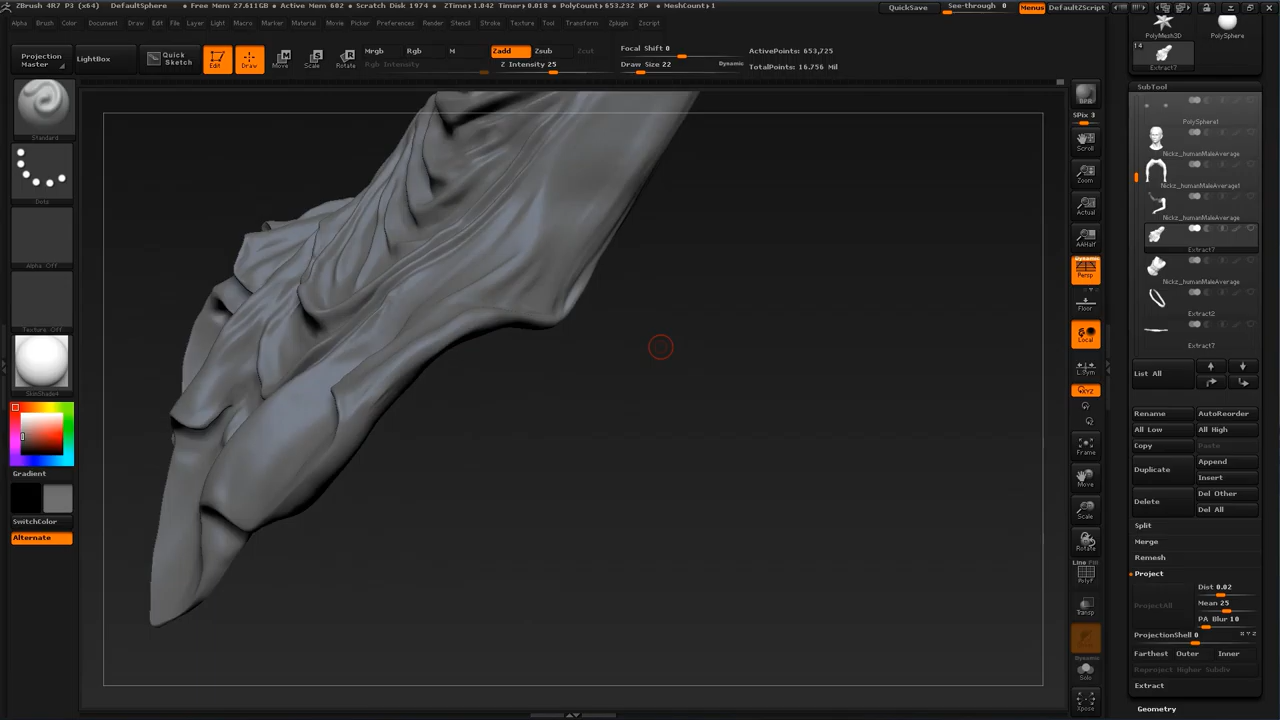 ZBrush 4R7 P3 (x64) DefaultSphere ● Free Mem 27.611GB ● Active Mem 602 ● Scratch Disk 1974 ● ZTime▸1.042 Timer▸0.018 ● PolyCount▸653.232 KP ● MeshCount▸1 QuickSave See-through 0 Menus DefaultZScript
Alpha Brush Color Document Draw Edit File Layer Light Macro Marker Material Movie Picker Preferences Render Stencil Stroke Texture Tool Transform Zplugin Zscript
Projection Master
LightBox
Quick Sketch
Edit Draw Move Scale Rotate
Mrgb Rgb M
Rgb Intensity
Zadd Zsub Zcut
Z Intensity 25
Focal Shift 0
Draw Size 22 Dynamic
ActivePoints: 653,725
TotalPoints: 16.756 Mil
Standard
Dots
Alpha Off
Texture Off
SkinShade4
Gradient
SwitchColor
Alternate
SPix 3
Scroll
Zoom
Actual
AAHalf
Dynamic
Persp
Floor
Local
L.Sym
Frame
Move
Scale
Rotate
Line Fill
PolyF
Transp
Dynamic
Solo
Xpose
PolyMesh3D PolySphere
14
Extract7
SubTool
PolySphere1
Nickz_humanMaleAverage
Nickz_humanMaleAverage1
Nickz_humanMaleAverage
Extract7
Nickz_humanMaleAverage
Extract2
Extract7
List All
Rename AutoReorder
All Low All High
Copy Paste
Duplicate Append
Insert
Delete Del Other
Del All
Split
Merge
Remesh
Project
ProjectAll Dist 0.02
Mean 25
PA Blur 10
ProjectionShell 0 X Y Z
Farthest Outer Inner
Reproject Higher Subdiv
Extract
Geometry